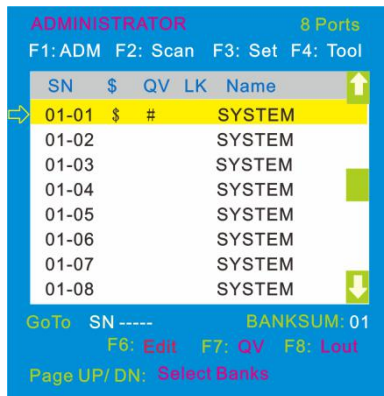 ADMINISTRATOR 8 Ports
F1: ADM F2: Scan F3: Set F4: Tool
SN $ QV LK Name
01-01 $ # SYSTEM
01-02 SYSTEM
01-03 SYSTEM
01-04 SYSTEM
01-05 SYSTEM
01-06 SYSTEM
01-07 SYSTEM
01-08 SYSTEM
GoTo SN ----- BANKSUM: 01
F6: Edit F7: QV F8: Lout
Page UP/ DN: Select Banks